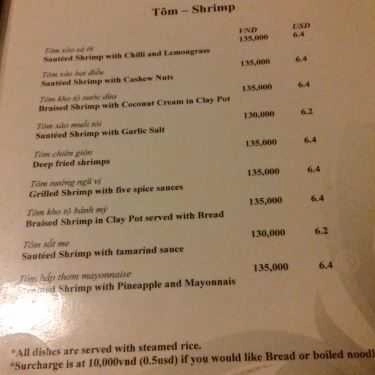 Tôm – Shrimp
VND USD
135,000 6.4
Tôm xào sả ớt
Sautéed Shrimp with Chilli and Lemongrass
135,000 6.4
Tôm xào hạt điều
Sautéed Shrimp with Cashew Nuts
135,000 6.4
Tôm kho tộ nước dừa
Braised Shrimp with Coconut Cream in Clay Pot
130,000 6.2
Tôm xào muối tỏi
Sautéed Shrimp with Garlic Salt
135,000 6.4
Tôm chiên giòn
Deep fried shrimps
135,000 6.4
Tôm nướng ngũ vị
Grilled Shrimp with five spice sauces
135,000 6.4
Tôm kho tộ bánh mỳ
Braised Shrimp in Clay Pot served with Bread
130,000 6.2
Tôm sốt me
Sautéed Shrimp with tamarind sauce
135,000 6.4
Tôm hấp thơm mayonnaise
Shrimp with Pineapple and Mayonnais
*All dishes are served with steamed rice.
*Surcharge is at 10,000vnd (0.5usd) if you would like Bread or boiled noodl